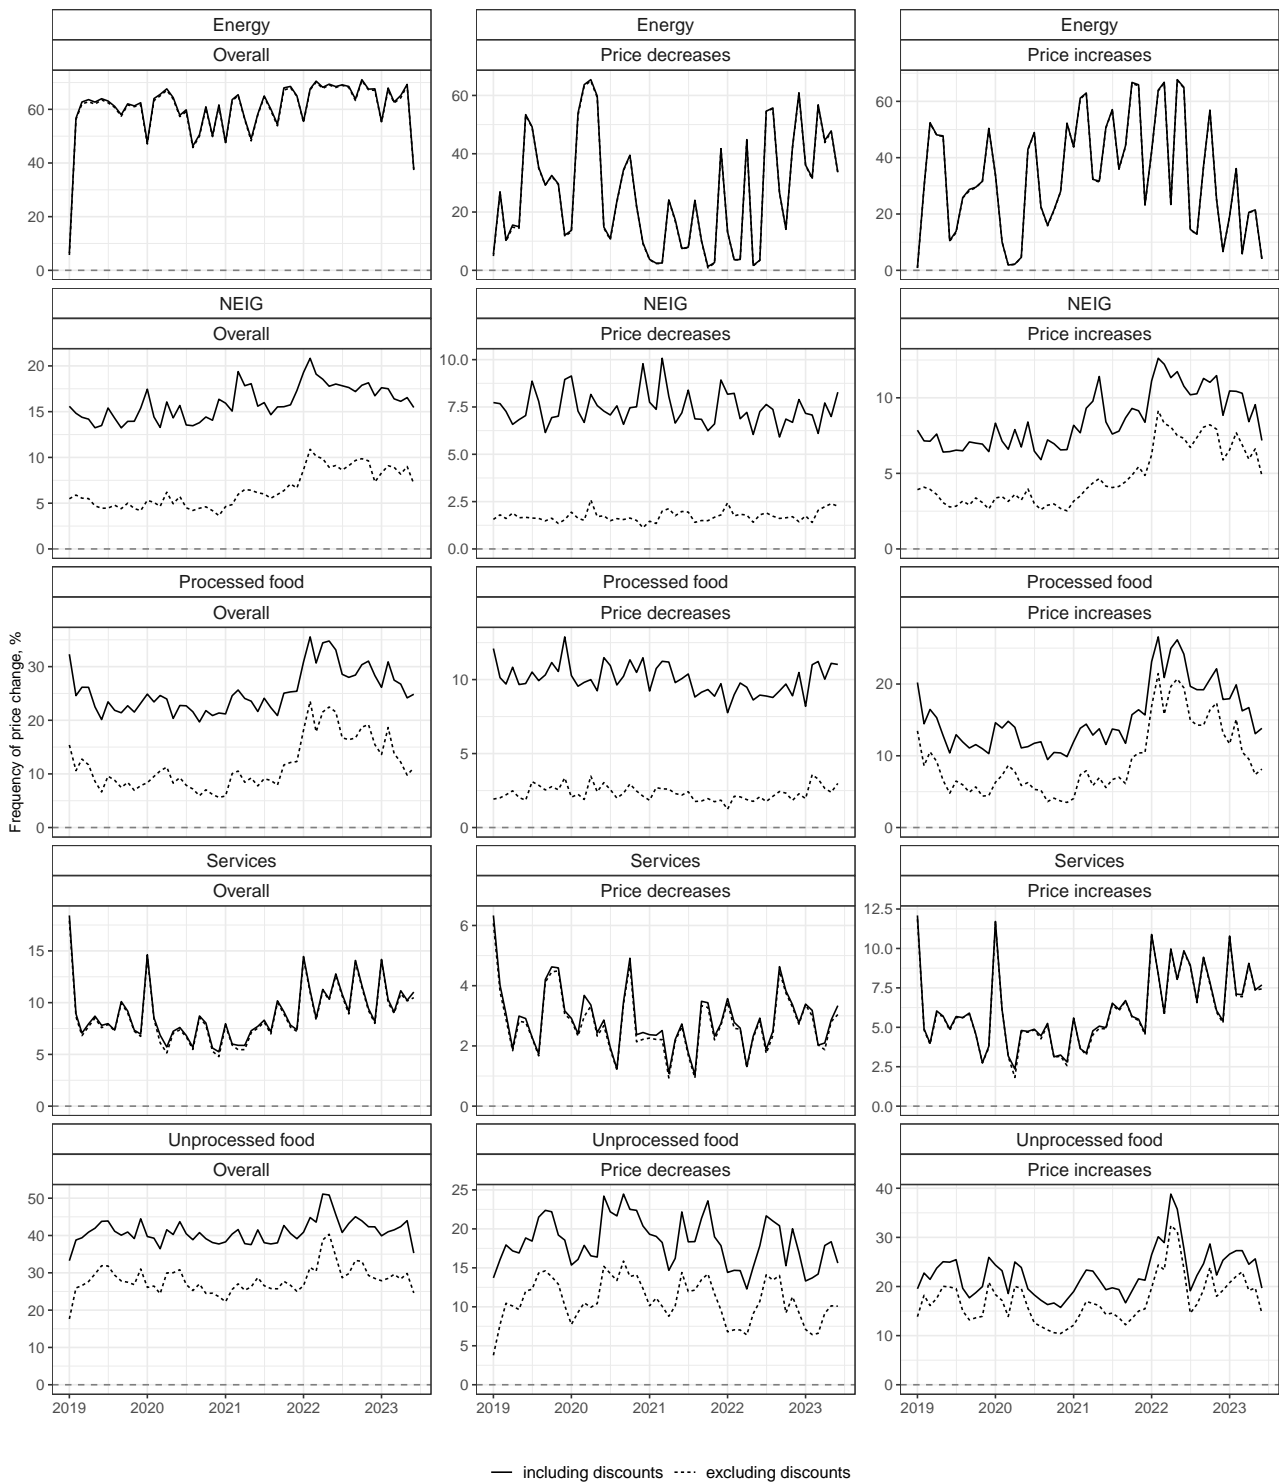 Energy
Energy
Energy
Overall
Price decreases
Price increases
60
40
20
0
60
40
20
0
60
40
20
0
NEIG
NEIG
NEIG
Overall
Price decreases
Price increases
20
15
10
5
0
10.0
7.5
5.0
2.5
0.0
10
5
0
Processed food
Processed food
Processed food
Overall
Price decreases
Price increases
Frequency of price change, %
30
20
10
0
10
5
0
20
10
0
Services
Services
Services
Overall
Price decreases
Price increases
15
10
5
0
6
4
2
0
12.5
10.0
7.5
5.0
2.5
0.0
Unprocessed food
Unprocessed food
Unprocessed food
Overall
Price decreases
Price increases
50
40
30
20
10
0
25
20
15
10
5
0
40
30
20
10
0
2019 2020 2021 2022 2023
2019 2020 2021 2022 2023
2019 2020 2021 2022 2023
including discounts excluding discounts